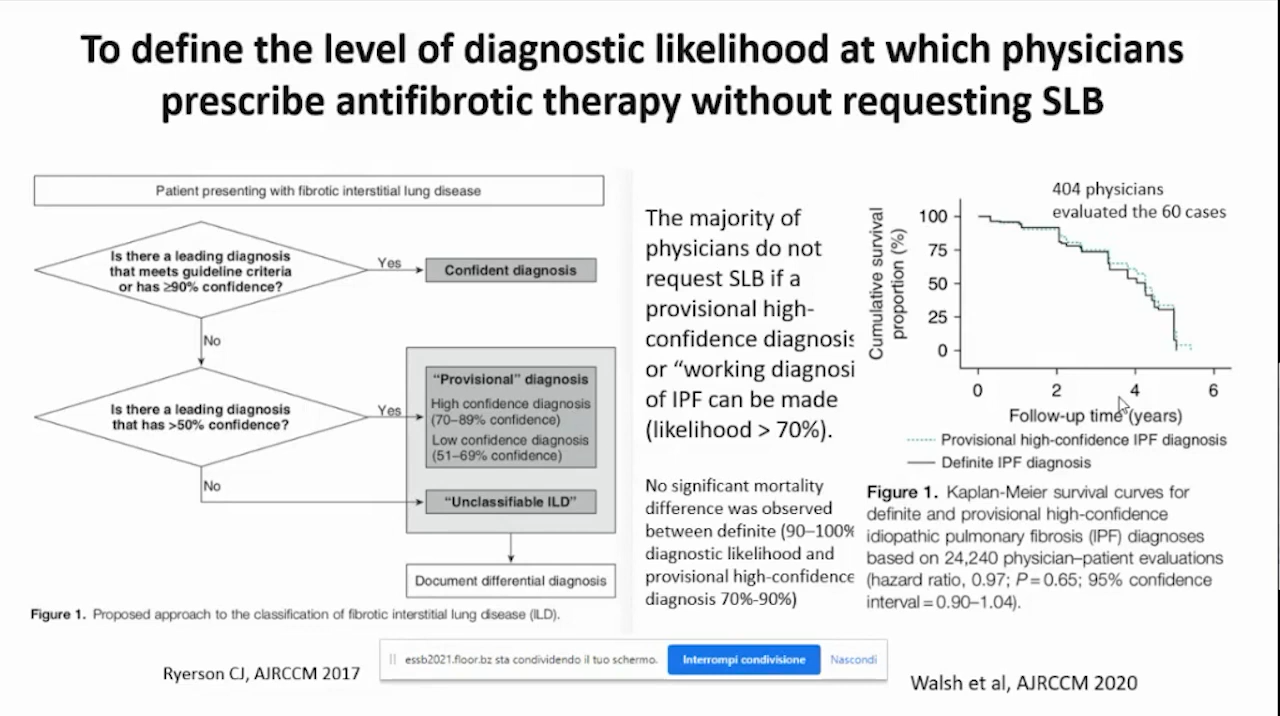 To define the level of diagnostic likelihood at which physicians
prescribe antifibrotic therapy without requesting SLB
Patient presenting with fibrotic interstitial lung disease
Is there a leading diagnosis
that meets guideline criteria
or has ≥90% confidence?
Yes
Confident diagnosis
No
Is there a leading diagnosis
that has >50% confidence?
Yes
"Provisional" diagnosis
High confidence diagnosis
(70–89% confidence)
Low confidence diagnosis
(51–69% confidence)
No
"Unclassifiable ILD"
Document differential diagnosis
Figure 1. Proposed approach to the classification of fibrotic interstitial lung disease (ILD).
Ryerson CJ, AJRCCM 2017
The majority of
physicians do not
request SLB if a
provisional high-
confidence diagnosis
or “working diagnosi
of IPF can be made
(likelihood > 70%).
No significant mortality
difference was observed
between definite (90–100%
diagnostic likelihood and
provisional high-confidence
diagnosis 70%-90%)
404 physicians
evaluated the 60 cases
Cumulative survival
proportion (%)
100
75
50
25
0
0 2 4 6
Follow-up time (years)
Provisional high-confidence IPF diagnosis
Definite IPF diagnosis
Figure 1. Kaplan-Meier survival curves for
definite and provisional high-confidence
idiopathic pulmonary fibrosis (IPF) diagnoses
based on 24,240 physician–patient evaluations
(hazard ratio, 0.97; P=0.65; 95% confidence
interval=0.90–1.04).
Walsh et al, AJRCCM 2020
essb2021.floor.bz sta condividendo il tuo schermo.
Interrompi condivisione
Nascondi